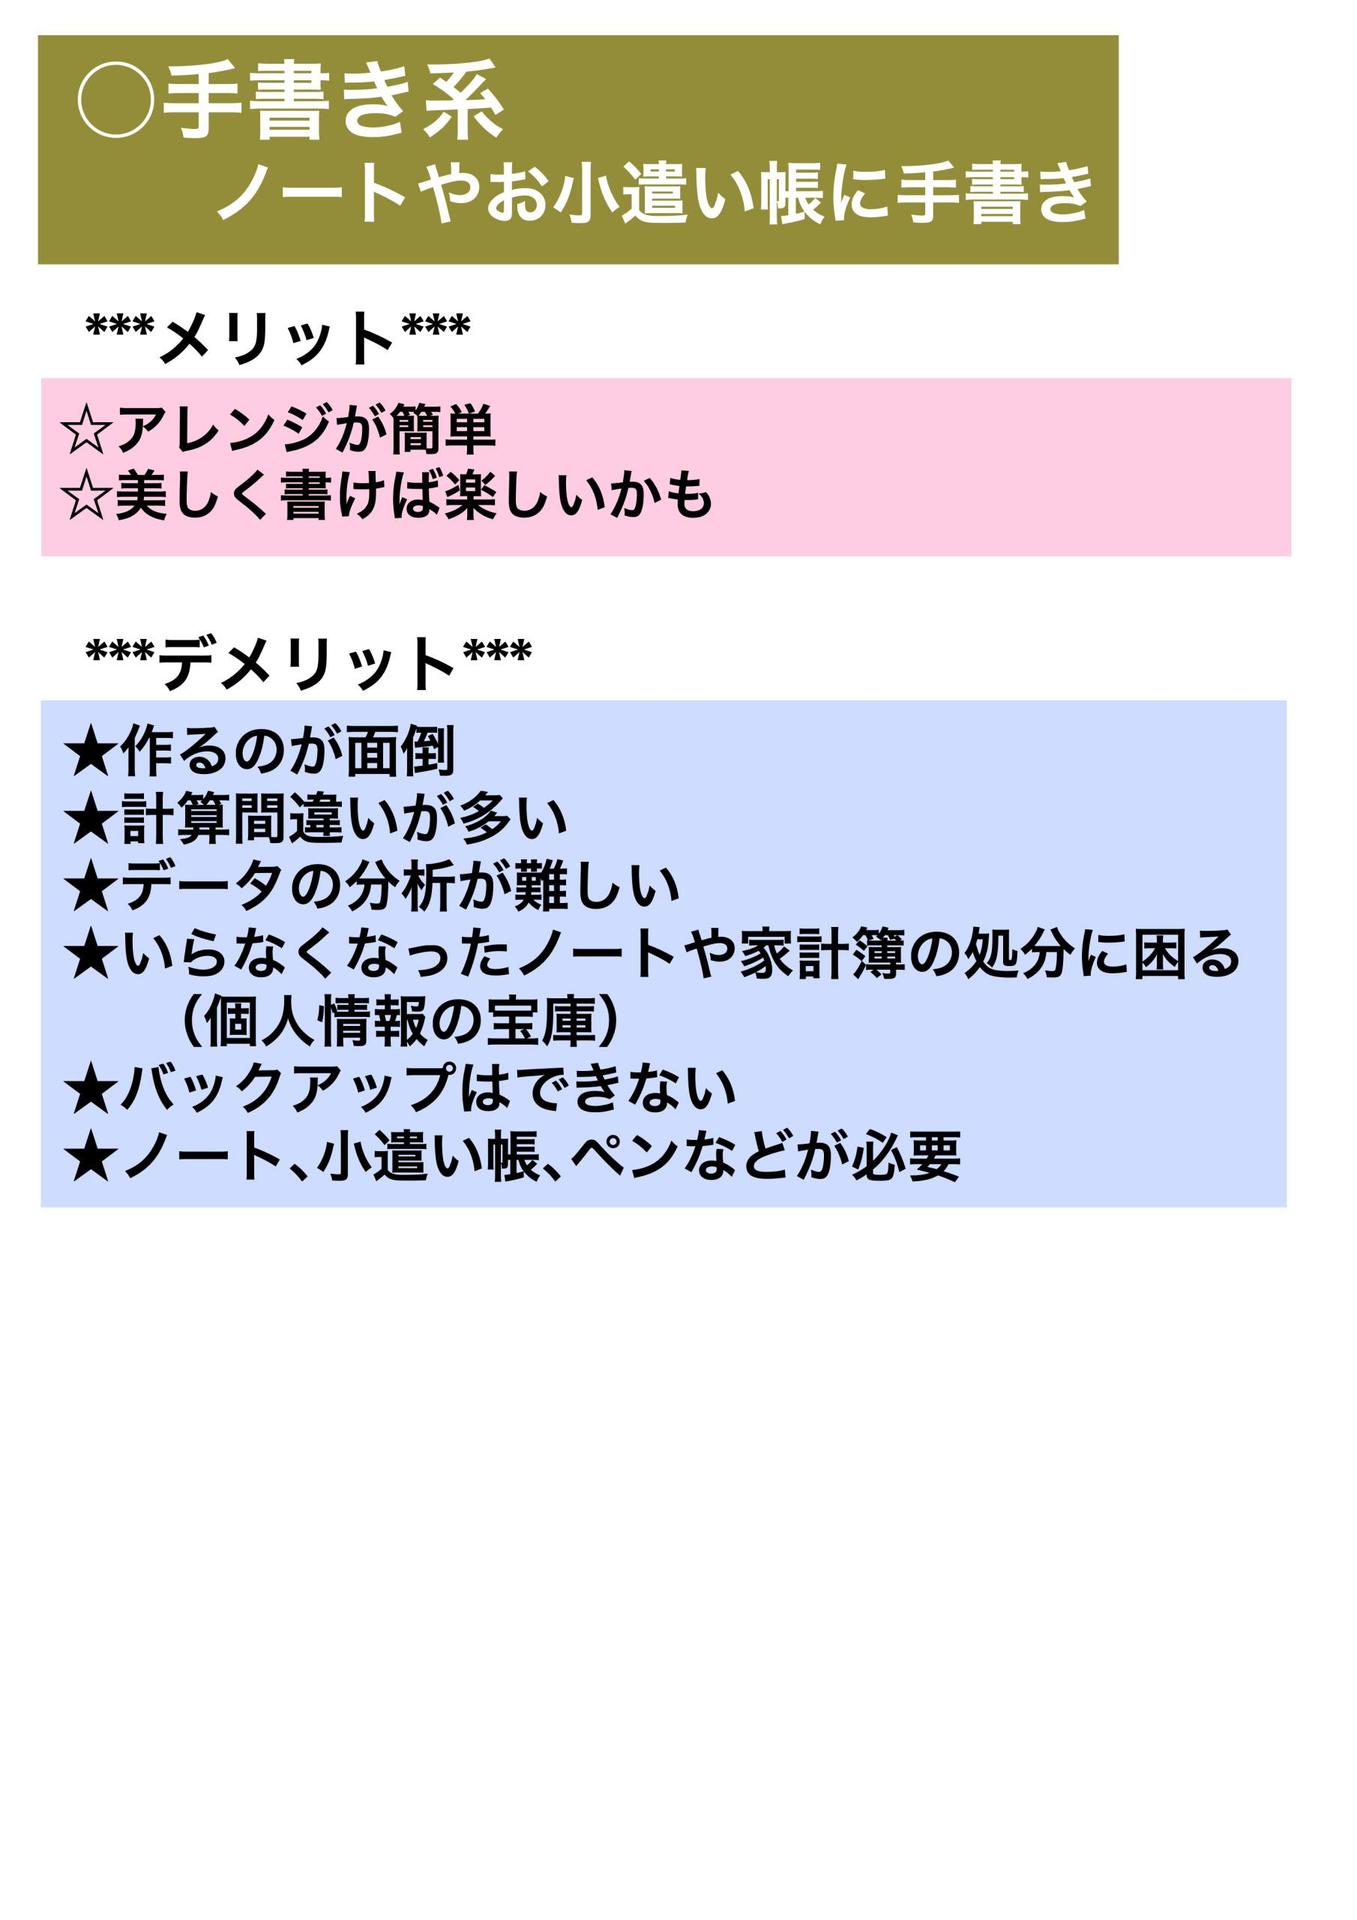 〇手書き系
ノートやお小遣い帳に手書き
***メリット***
☆アレンジが簡単
☆美しく書けば楽しいかも
***デメリット***
★作るのが面倒
★計算間違いが多い
★データの分析が難しい
★いらなくなったノートや家計簿の処分に困る
（個人情報の宝庫）
★バックアップはできない
★ノート、小遣い帳、ペンなどが必要